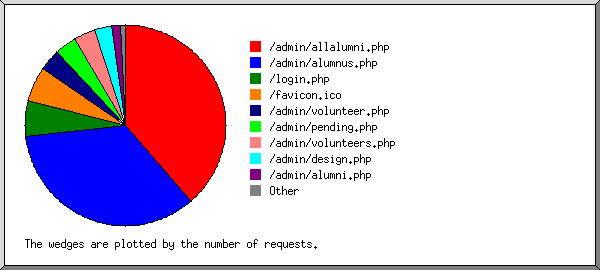 /admin/allalumni.php
/admin/alumnus.php
/login.php
/favicon.ico
/admin/volunteer.php
/admin/pending.php
/admin/volunteers.php
/admin/design.php
/admin/alumni.php
Other
The wedges are plotted by the number of requests.